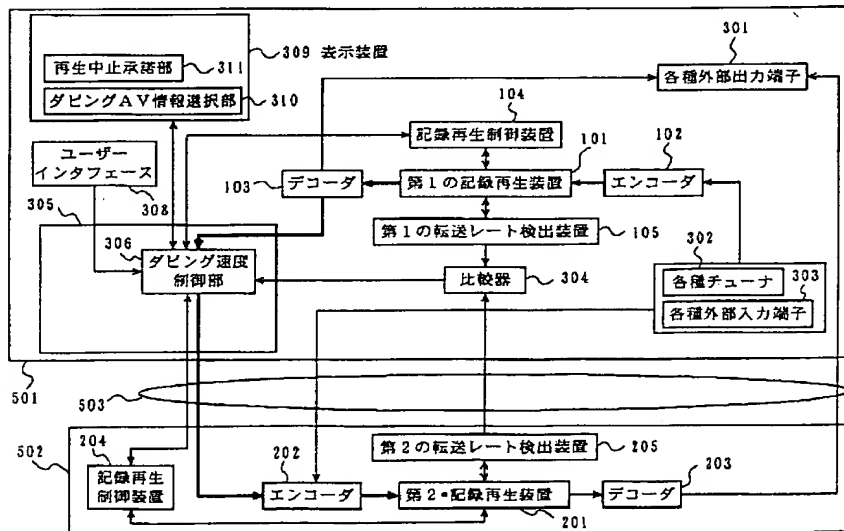 309 表示装置
再生中止承諾部
311
ダビングAV情報選択部
310
301
各種外部出力端子
104
記録再生制御装置
ユーザー
インタフェース
308
103
デコーダ
101
第1の記録再生装置
102
エンコーダ
305
306
ダビング速度
制御部
第1の転送レート検出装置
105
比較器
304
302
各種チューナ
303
各種外部入力端子
501
503
502
204
記録再生
制御装置
202
エンコーダ
第2の転送レート検出装置
205
第2の記録再生装置
201
203
デコーダ